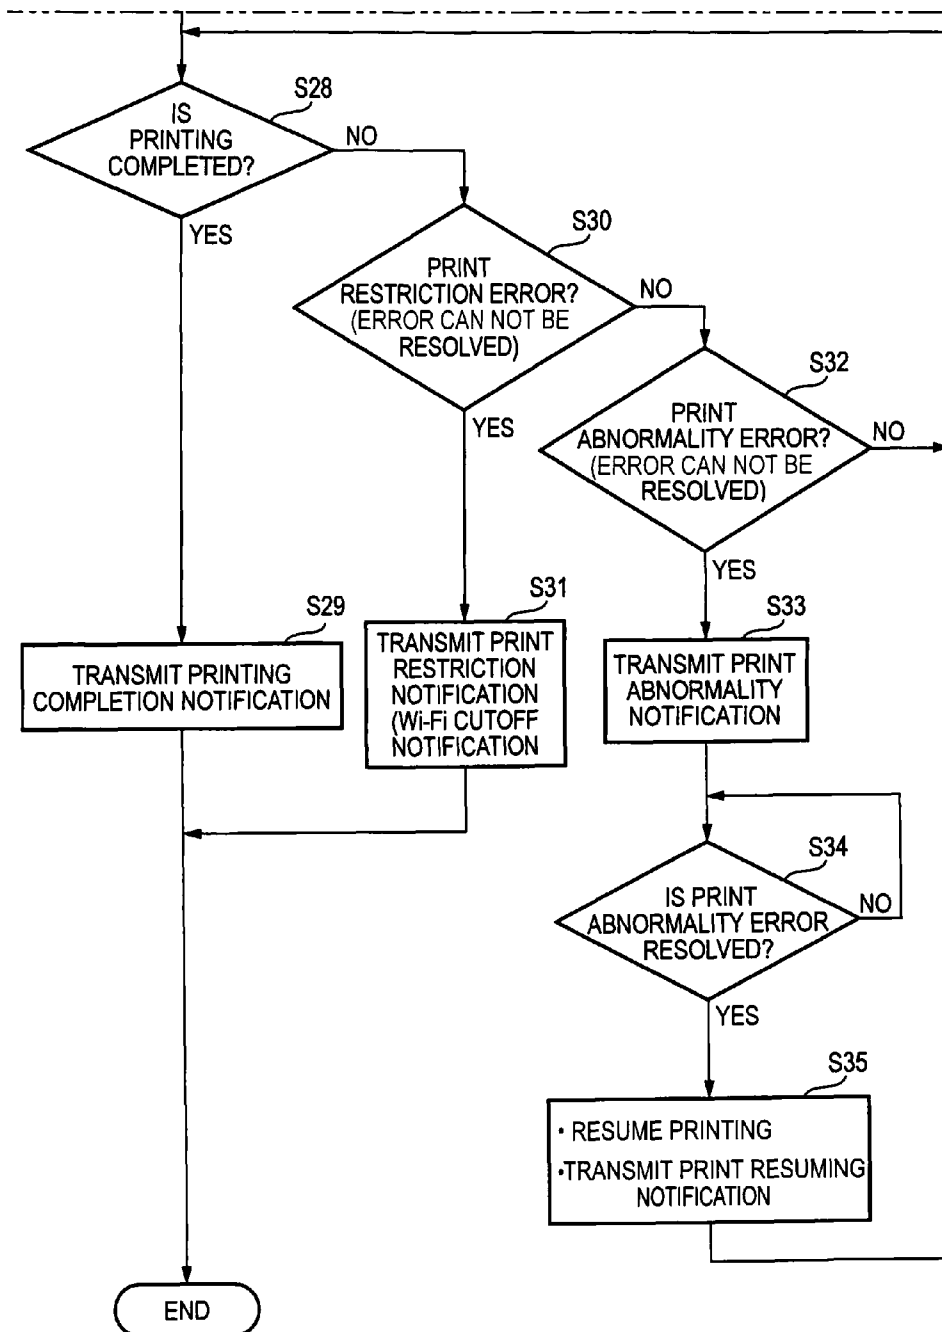 S28
IS
PRINTING
COMPLETED?
NO
YES
S30
PRINT
RESTRICTION ERROR?
(ERROR CAN NOT BE
RESOLVED)
NO
YES
S32
PRINT
ABNORMALITY ERROR?
(ERROR CAN NOT BE
RESOLVED)
NO
YES
S29
TRANSMIT PRINTING
COMPLETION NOTIFICATION
S31
TRANSMIT PRINT
RESTRICTION
NOTIFICATION
(Wi-Fi CUTOFF
NOTIFICATION
S33
TRANSMIT PRINT
ABNORMALITY
NOTIFICATION
S34
IS PRINT
ABNORMALITY ERROR
RESOLVED?
NO
YES
S35
• RESUME PRINTING
•TRANSMIT PRINT RESUMING
NOTIFICATION
END